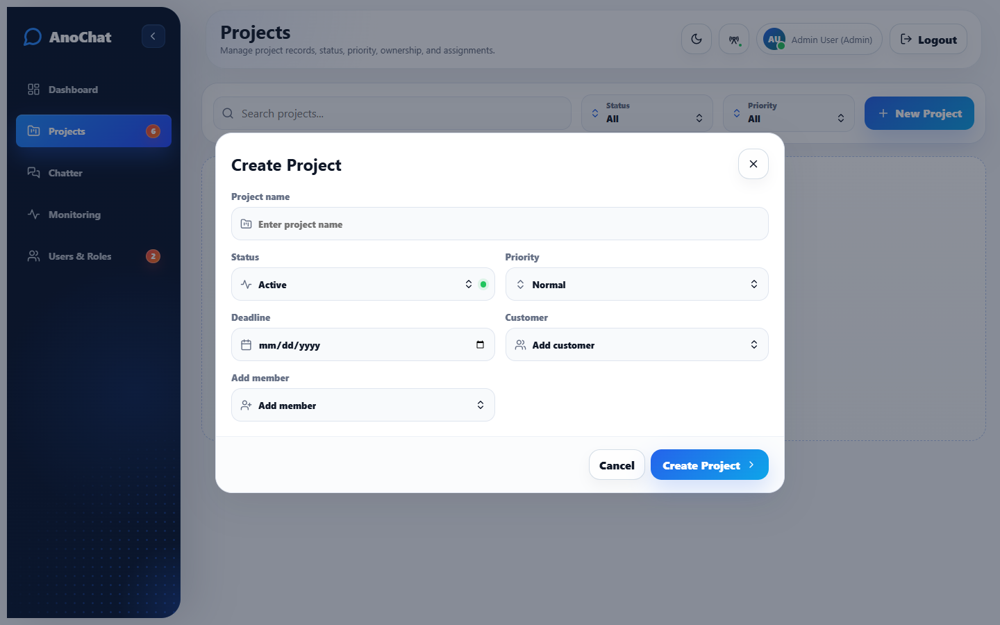 AnoChat
Dashboard
Projects 6
Chatter
Monitoring
Users & Roles 2
Projects
Manage project records, status, priority, ownership, and assignments.
AU Admin User (Admin)
Logout
Search projects...
Status
All
Priority
All
New Project
Create Project
Project name
Enter project name
Status
Priority
Active
Normal
Deadline
Customer
mm/dd/yyyy
Add customer
Add member
Add member
Cancel
Create Project